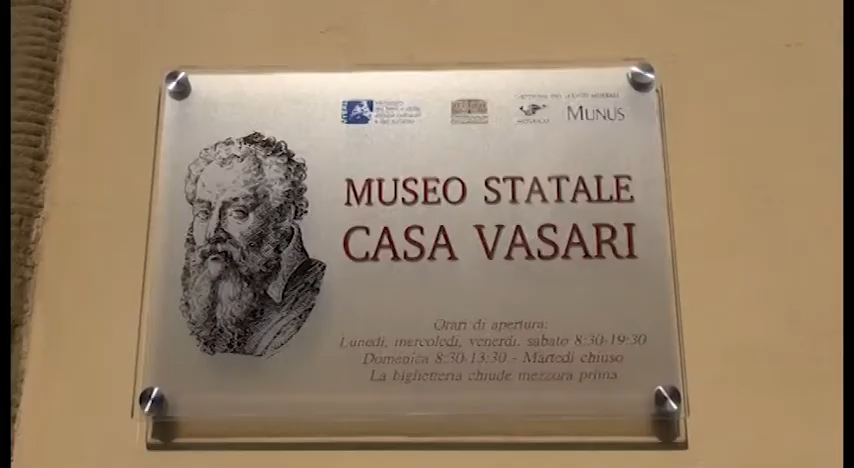 MUNUS
MUSEO STATALE
CASA VASARI
Orari di apertura:
Lunedì, mercoledì, venerdì, sabato 8:30-19:30
Domenica 8:30-13:30 - Martedì chiuso
La biglietteria chiude mezzora prima